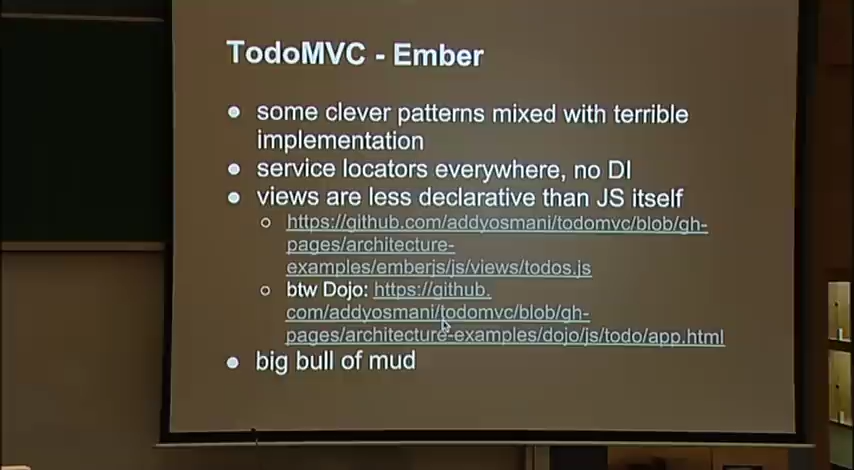 TodoMVC - Ember
● some clever patterns mixed with terrible
implementation
● service locators everywhere, no DI
● views are less declarative than JS itself
○ https://github.com/addyosmani/todomvc/blob/gh-
pages/architecture-
examples/emberjs/js/views/todos.js
○ btw Dojo: https://github.
com/addyosmani/todomvc/blob/gh-
pages/architecture-examples/dojo/js/todo/app.html
● big bull of mud